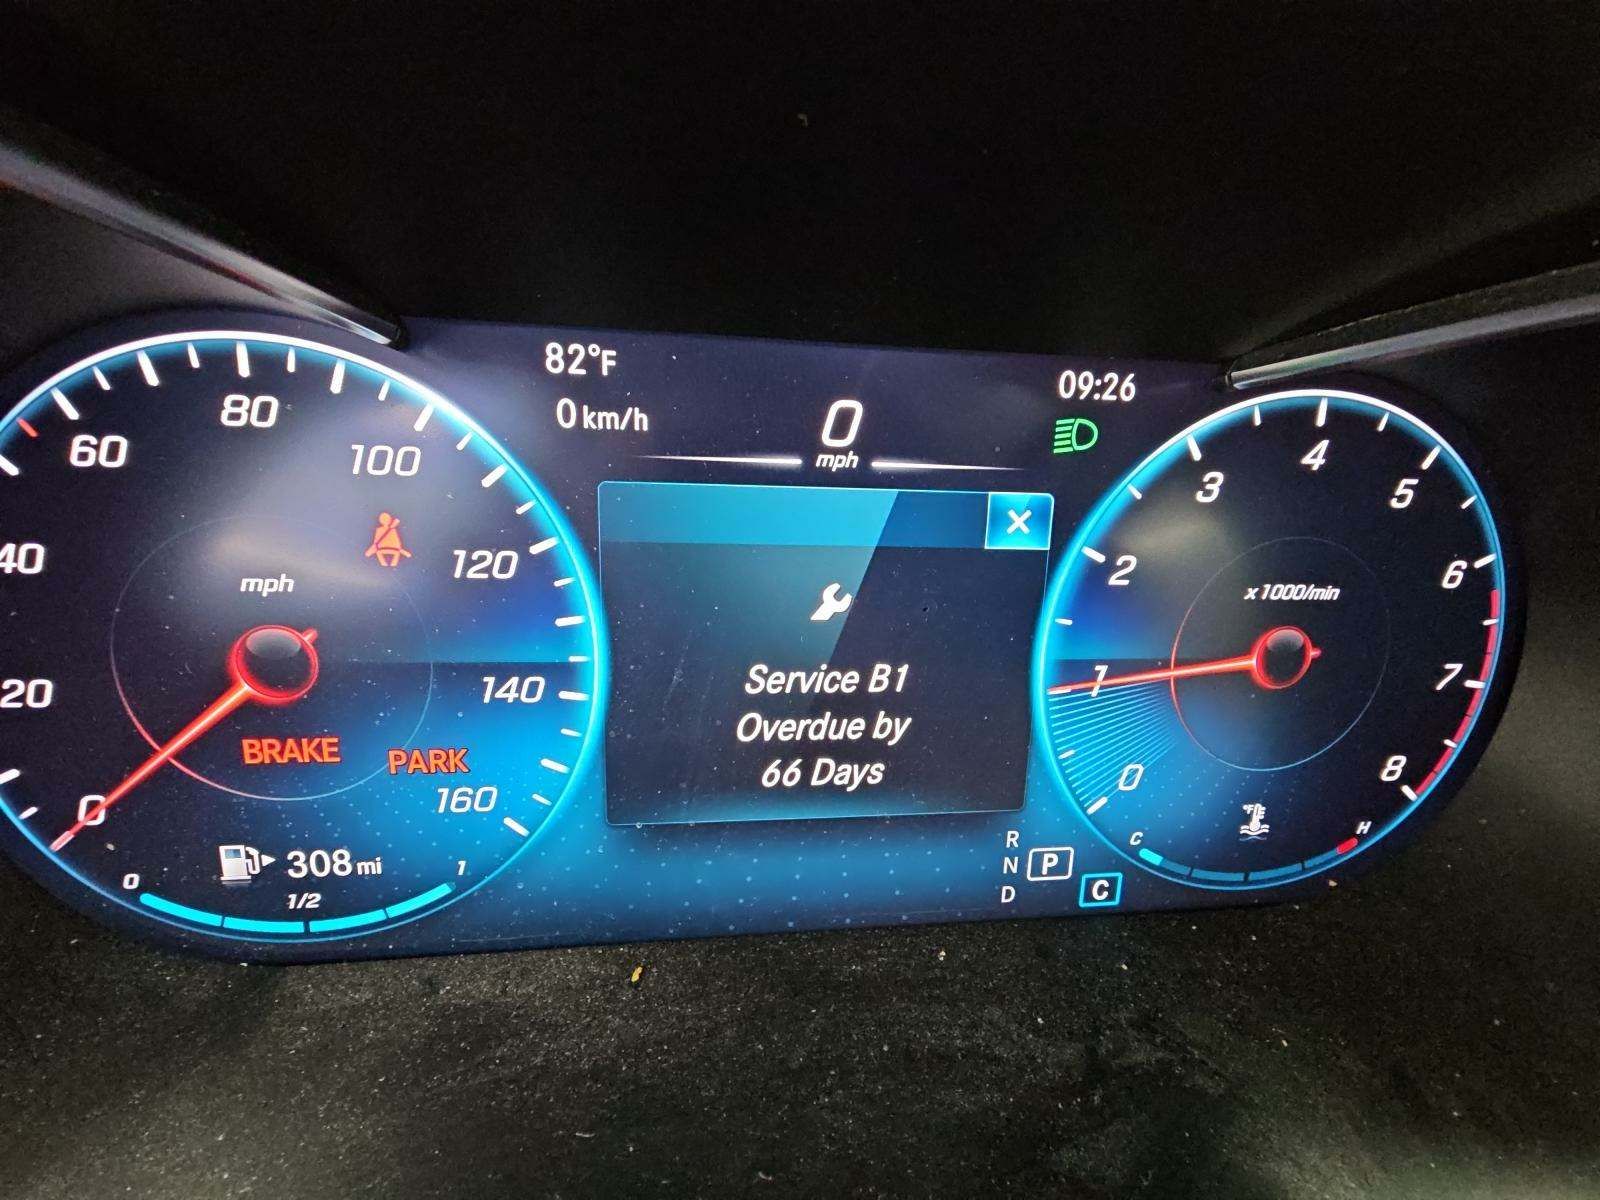 82°F
09:26
0 km/h
0
mph
40
60
80
100
120
140
160
20
0
mph
BRAKE
PARK
308 mi
0
1/2
1
Service B1
Overdue by
66 Days
R
N
D
P
C
0
1
2
3
4
5
6
7
8
x1000/min
°F
C
H